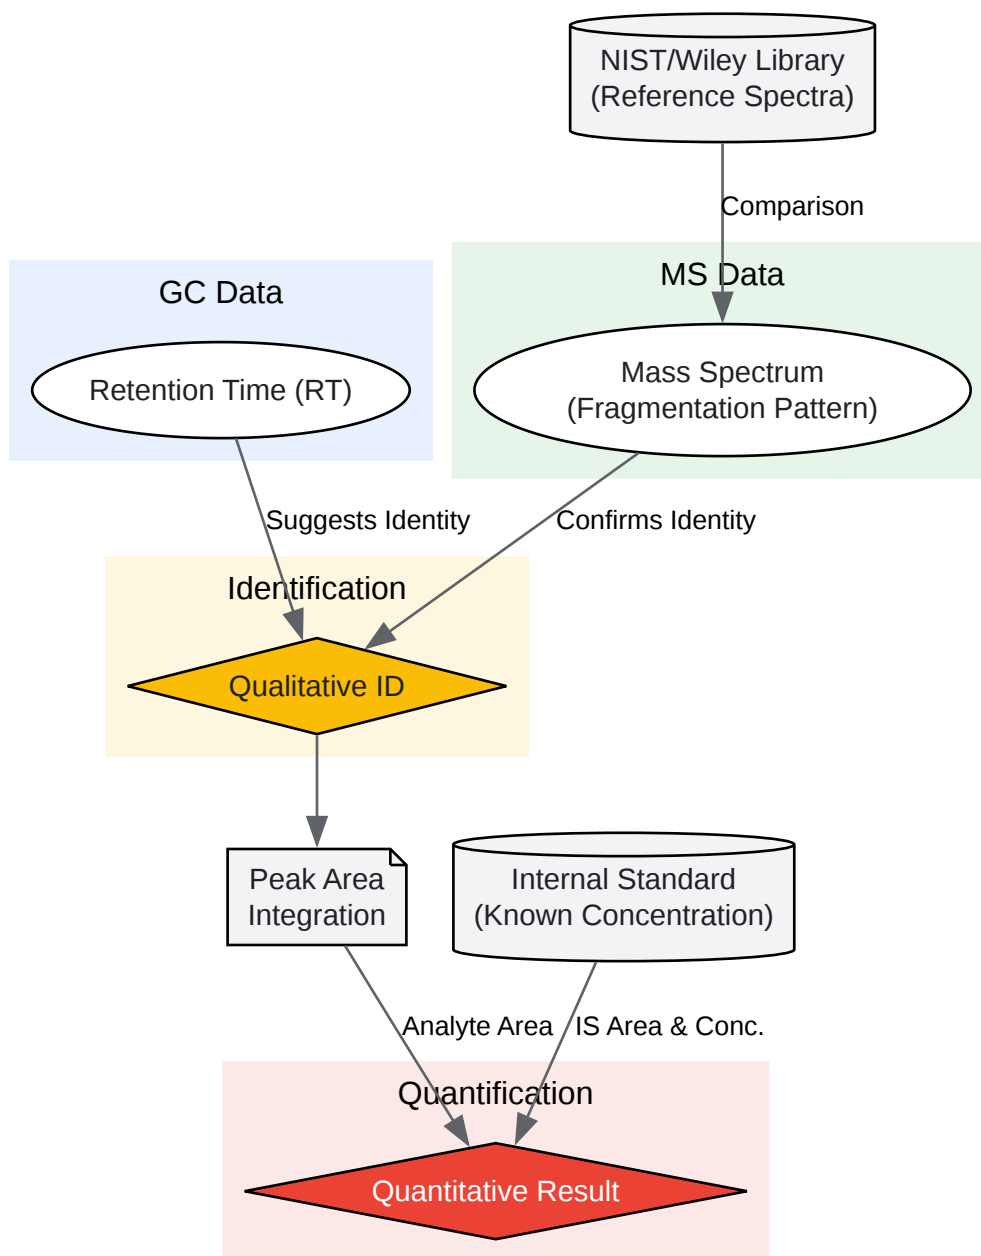 NIST/Wiley Library
(Reference Spectra)
Comparison
GC Data
MS Data
Retention Time (RT)
Mass Spectrum
(Fragmentation Pattern)
Suggests Identity
Confirms Identity
Identification
Qualitative ID
Peak Area
Integration
Internal Standard
(Known Concentration)
Analyte Area
IS Area & Conc.
Quantification
Quantitative Result